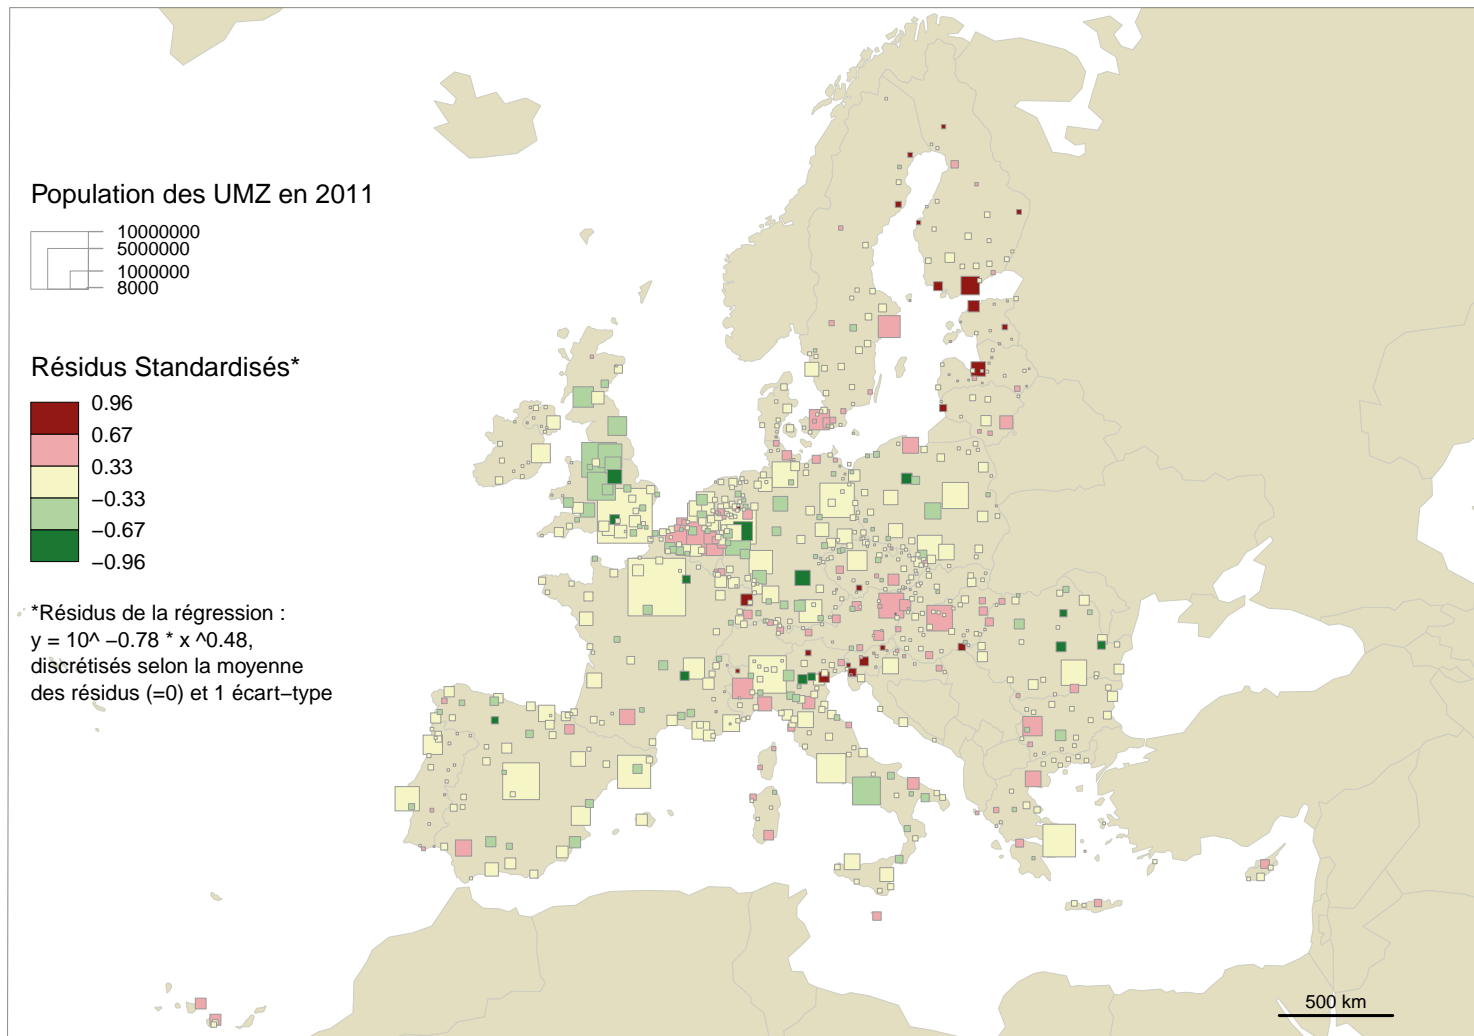 Population des UMZ en 2011
10000000
5000000
1000000
8000
Résidus Standardisés*
0.96
0.67
0.33
−0.33
−0.67
−0.96
*Résidus de la régression :
y = 10^ −0.78 * x ^0.48,
discrétisés selon la moyenne
des résidus (=0) et 1 écart−type
500 km